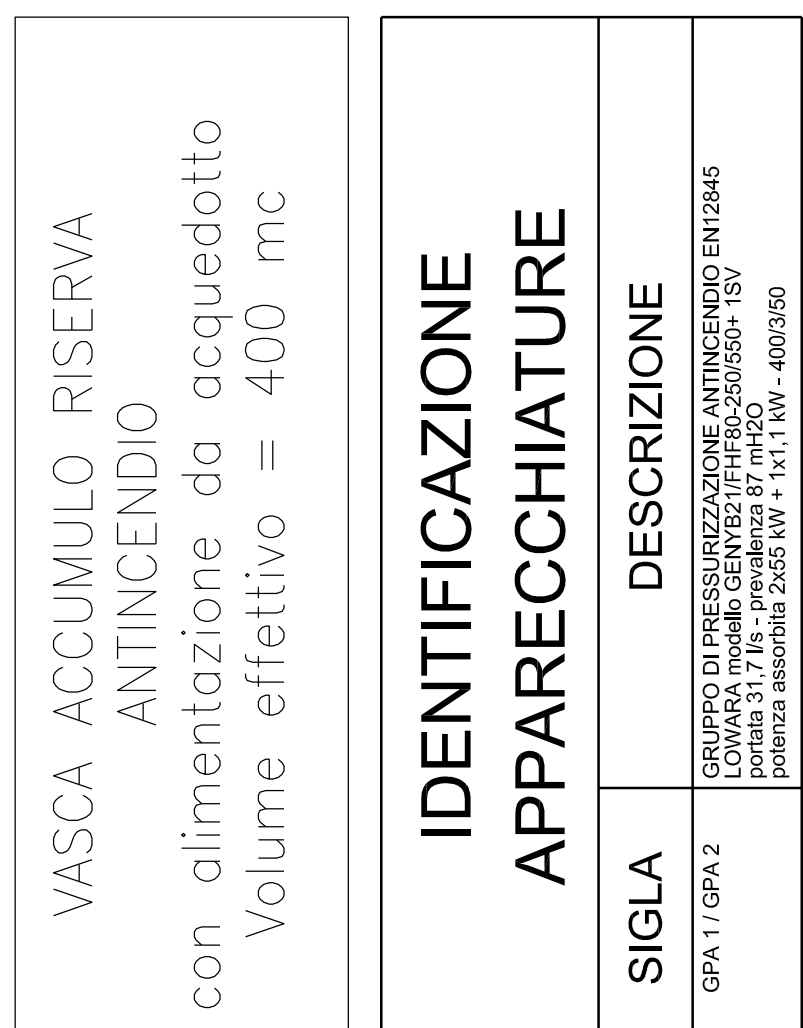 VASCA ACCUMULO RISERVA
ANTINCENDIO
con alimentazione da acquedotto
Volume effettivo = 400 mc
IDENTIFICAZIONE
APPARECCHIATURE
SIGLA
DESCRIZIONE
GPA 1 / GPA 2
GRUPPO DI PRESSURIZZAZIONE ANTINCENDIO EN12845
LOWARA modello GENYB21/FHF80-250/550+ 1SV
portata 31,7 l/s - prevalenza 87 mH2O
potenza assorbita 2x55 kW + 1x1,1 kW - 400/3/50